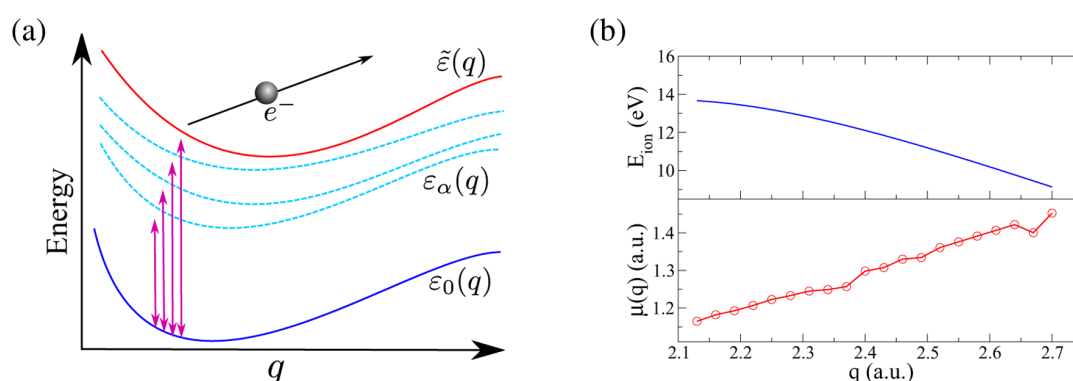 (a)
Energy
ε̃(q)
e⁻
εα(q)
ε0(q)
q
(b)
16
14
12
10
E_ion (eV)
1.4
1.3
1.2
μ(q) (a.u.)
2.1 2.2 2.3 2.4 2.5 2.6 2.7
q (a.u.)